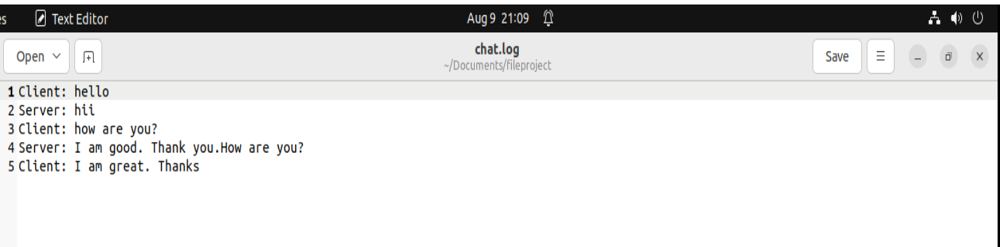 Text Editor
Aug 9 21:09
Open
chat.log
~/Documents/fileproject
Save
1 Client: hello
2 Server: hii
3 Client: how are you?
4 Server: I am good. Thank you.How are you?
5 Client: I am great. Thanks